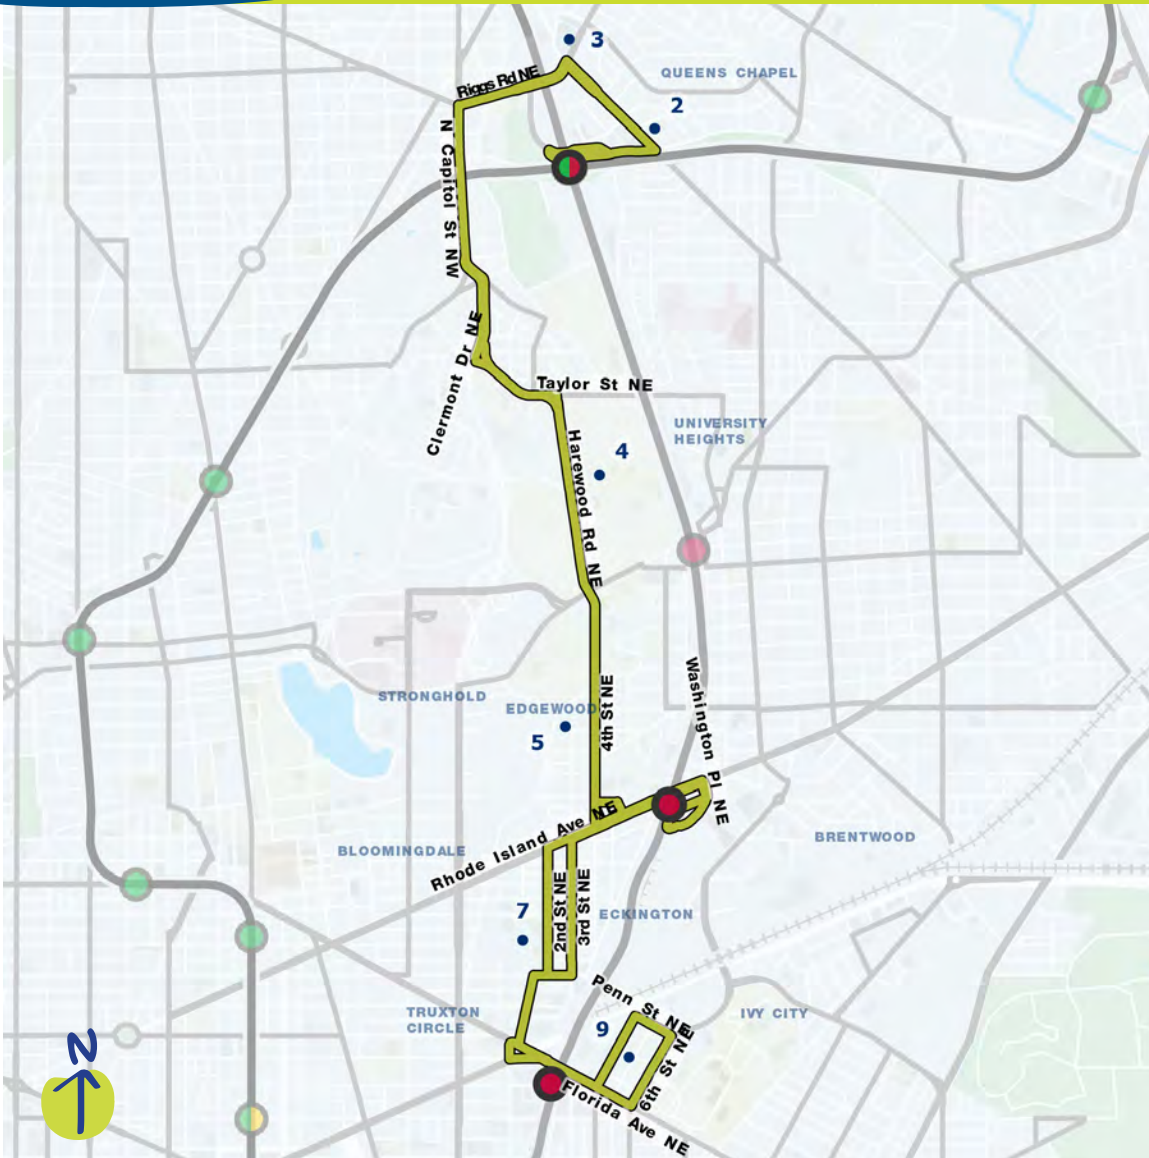 3
Riggs Rd NE
QUEENS CHAPEL
2
N Capitol St NW
Clermont Dr NE
Taylor St NE
UNIVERSITY
HEIGHTS
Harewood Rd NE
4
Washington Pl NE
STRONGHOLD
EDGEWOOD
4th St NE
5
Rhode Island Ave NE
BLOOMINGDALE
BRENTWOOD
2nd St NE
3rd St NE
7
ECKINGTON
Penn St NE
TRUXTON
CIRCLE
IVY CITY
9
6th St NE
Florida Ave NE
N